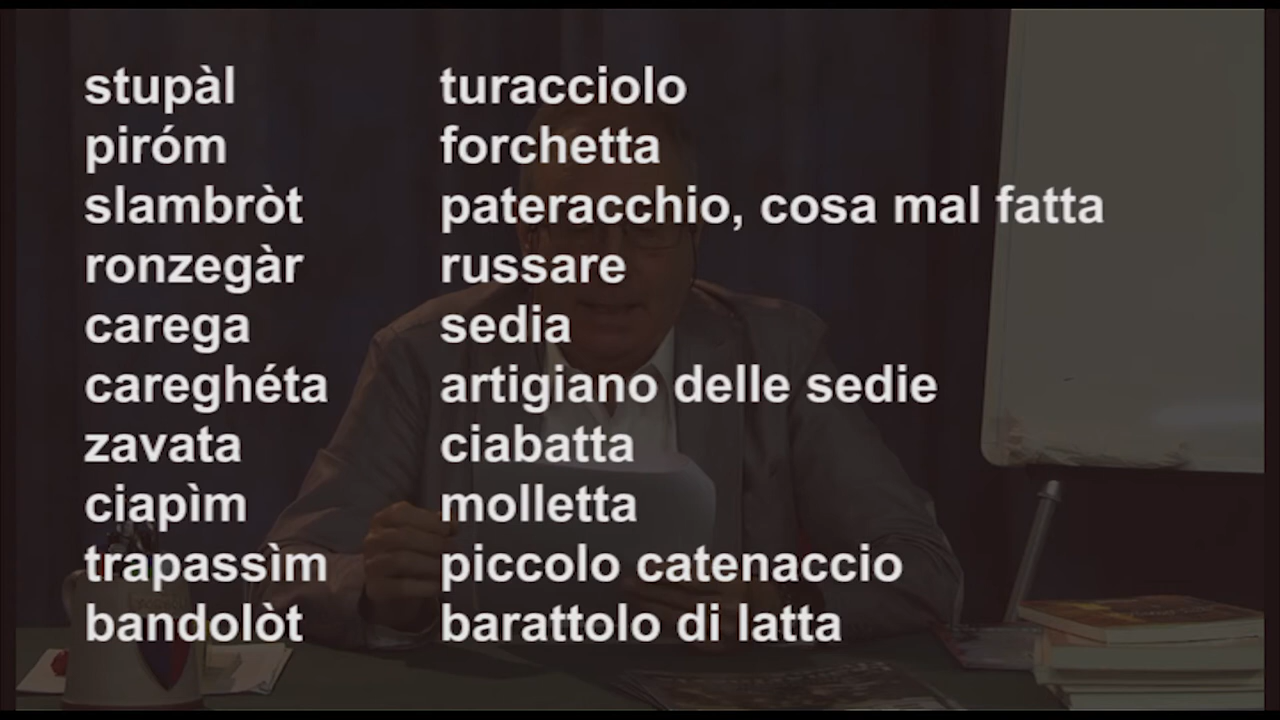 stupàl turacciolo
piróm forchetta
slambròt pateracchio, cosa mal fatta
ronzegàr russare
carega sedia
careghéta artigiano delle sedie
zavata ciabatta
ciapìm molletta
trapassìm piccolo catenaccio
bandolòt barattolo di latta